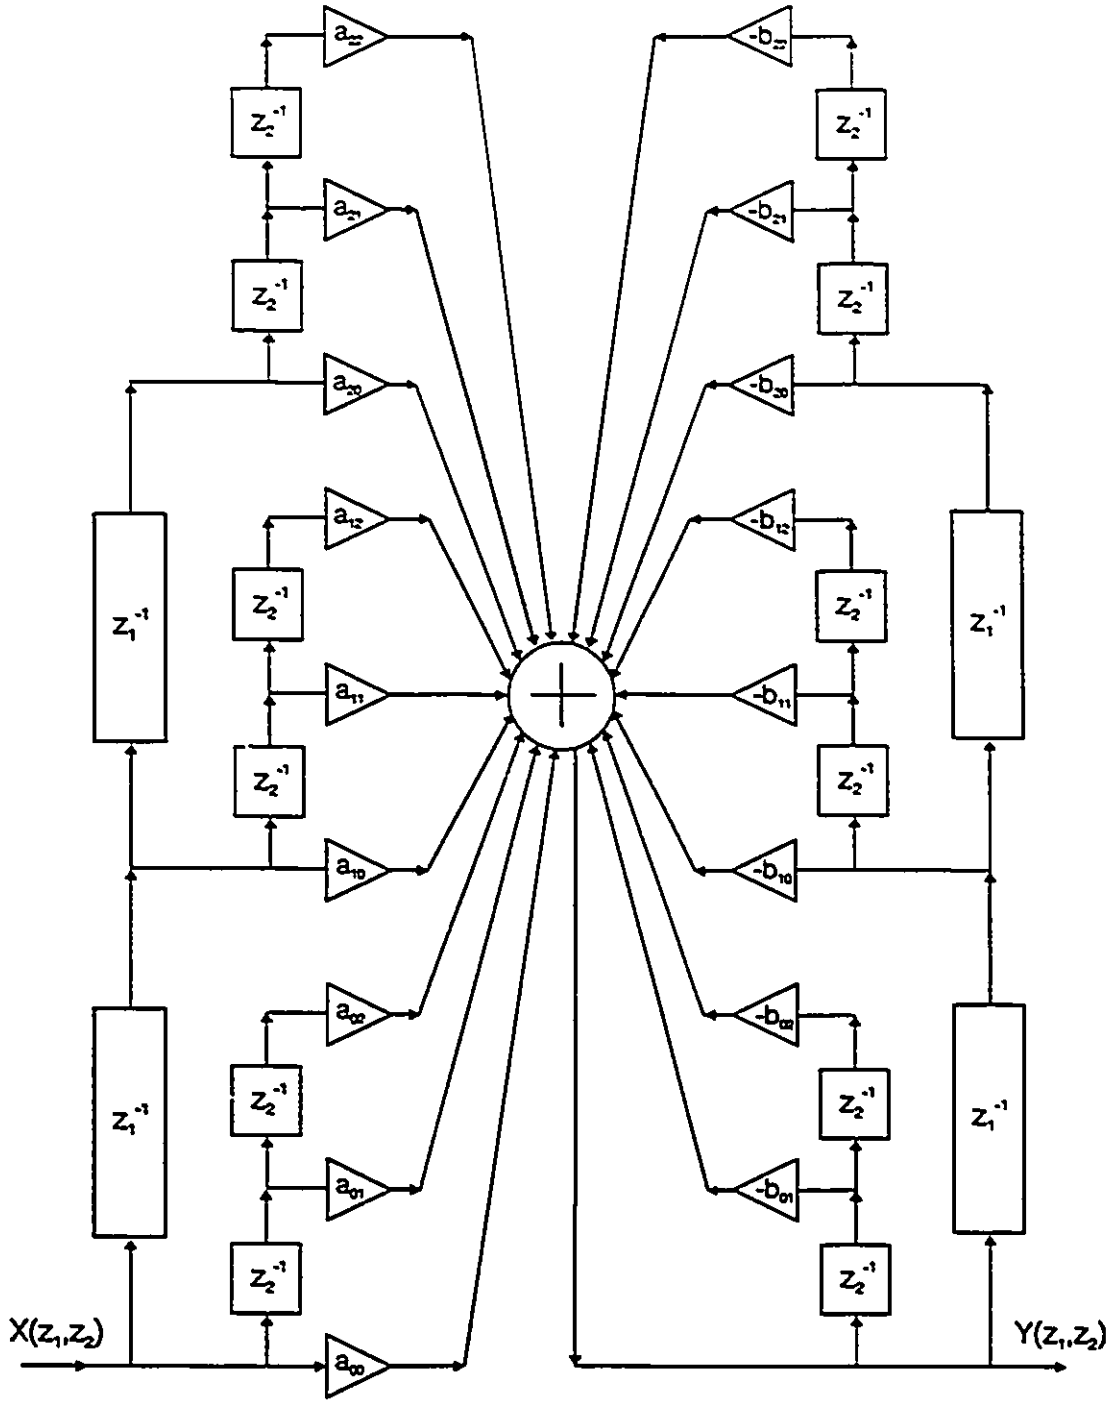 a₂₂ -b₂₂
z₂⁻¹ z₂⁻¹
a₂₁ -b₂₁
z₂⁻¹ z₂⁻¹
a₂₀ -b₂₀
a₁₂ -b₁₂
z₂⁻¹ z₂⁻¹
z₁⁻¹ z₁⁻¹
a₁₁ -b₁₁
z₂⁻¹ z₂⁻¹
a₁₀ -b₁₀
a₀₂ -b₀₂
z₂⁻¹ z₂⁻¹
z₁⁻¹ z₁⁻¹
a₀₁ -b₀₁
z₂⁻¹ z₂⁻¹
X(z₁,z₂) Y(z₁,z₂)
a₀₀